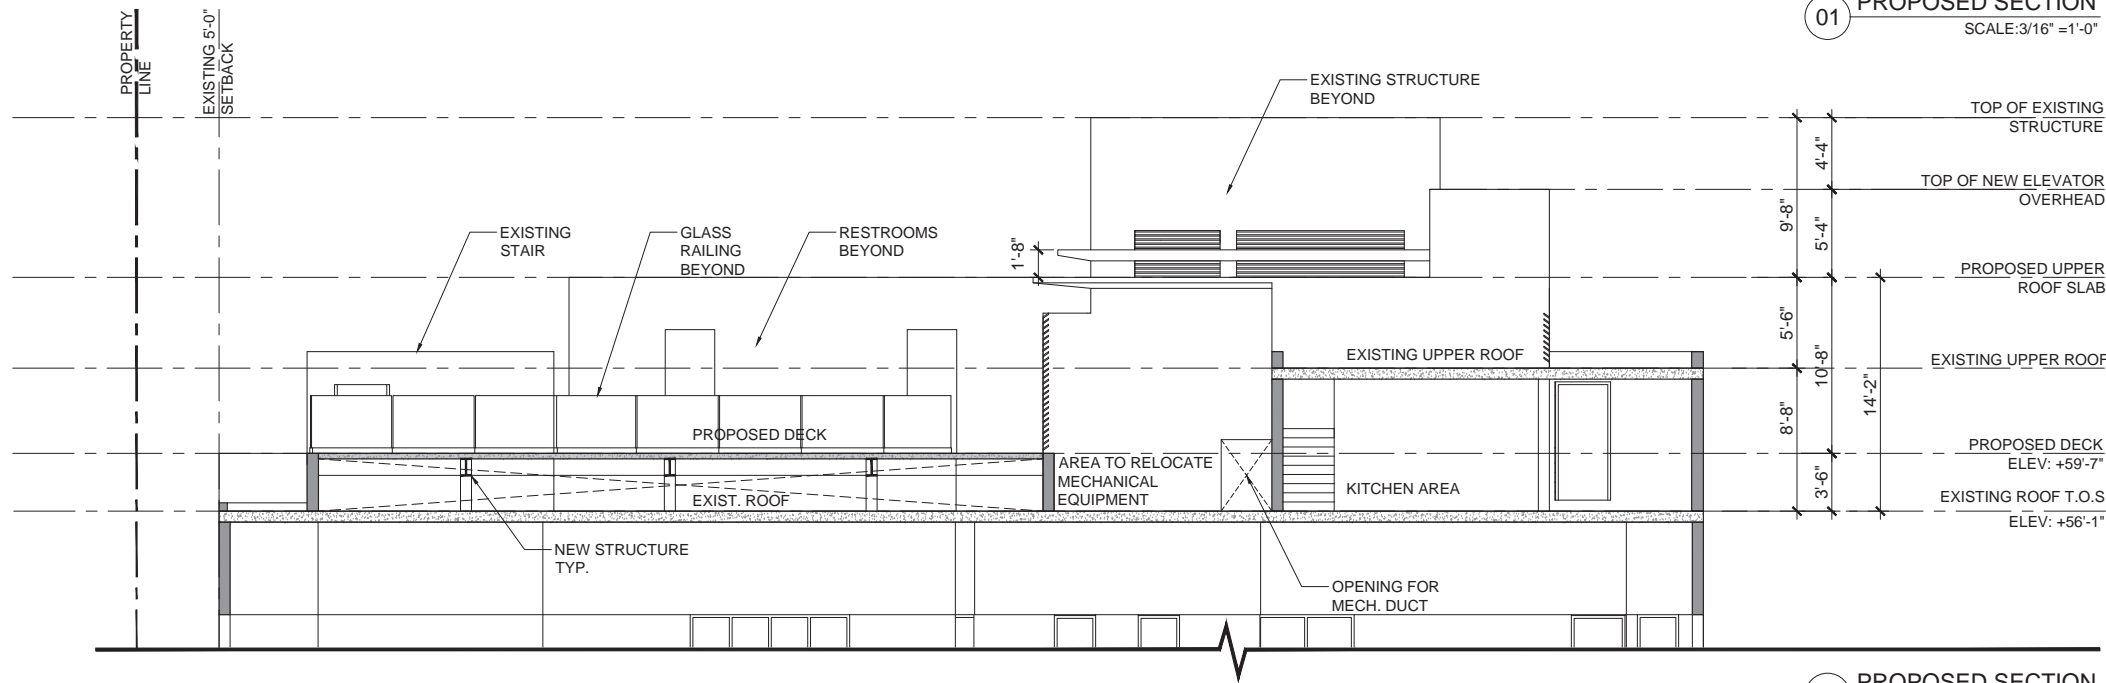 PROPOSED SECTION
01
SCALE:3/16" =1'-0"
PROPERTY
LINE
EXISTING 5'-0"
SETBACK
EXISTING STRUCTURE
BEYOND
TOP OF EXISTING
STRUCTURE
4'-4"
TOP OF NEW ELEVATOR
OVERHEAD
9'-8"
5'-4"
EXISTING
STAIR
GLASS
RAILING
BEYOND
RESTROOMS
BEYOND
1'-8"
PROPOSED UPPER
ROOF SLAB
5'-6"
EXISTING UPPER ROOF
EXISTING UPPER ROOF
10'-8"
14'-2"
8'-8"
PROPOSED DECK
PROPOSED DECK
ELEV: +59'-7"
AREA TO RELOCATE
MECHANICAL
EQUIPMENT
KITCHEN AREA
3'-6"
EXIST. ROOF
EXISTING ROOF T.O.S
ELEV: +56'-1"
NEW STRUCTURE
TYP.
OPENING FOR
MECH. DUCT
PROPOSED SECTION